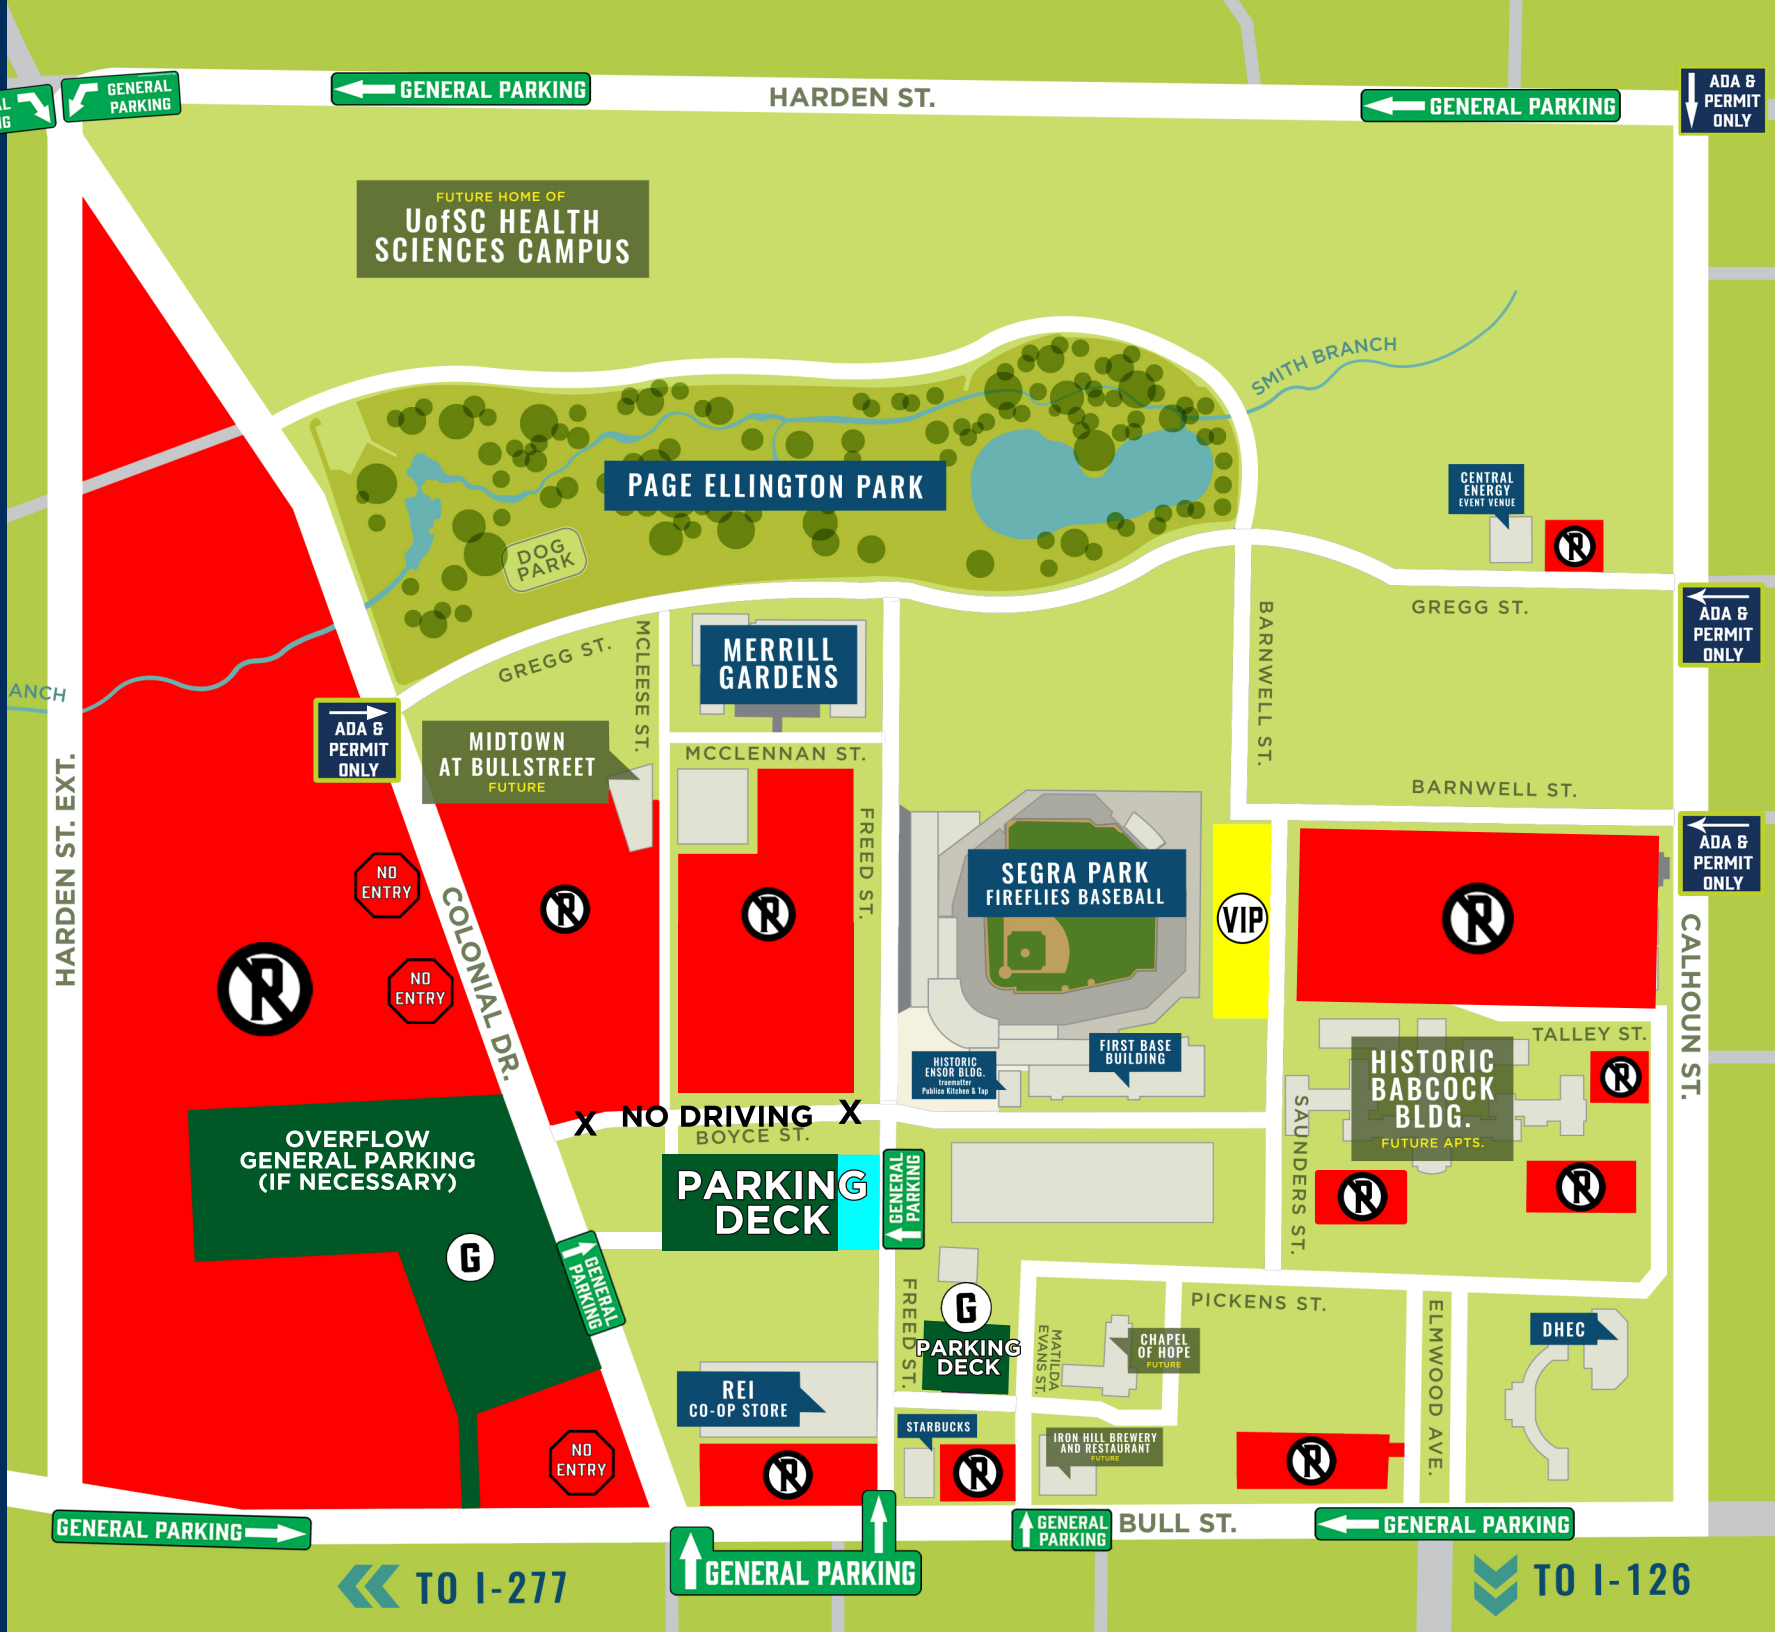 GENERAL
PARKING
GENERAL PARKING
HARDEN ST.
GENERAL PARKING
ADA &
PERMIT
ONLY
FUTURE HOME OF
UofSC HEALTH
SCIENCES CAMPUS
SMITH BRANCH
PAGE ELLINGTON PARK
DOG
PARK
CENTRAL
ENERGY
EVENT VENUE
R
GREGG ST.
ADA &
PERMIT
ONLY
GREGG ST.
MCLEESE ST.
MERRILL
GARDENS
BARNWELL ST.
ANCH
ADA &
PERMIT
ONLY
MIDTOWN
AT BULLSTREET
FUTURE
MCCLENNAN ST.
BARNWELL ST.
HARDEN ST. EXT.
FREED ST.
ADA &
PERMIT
ONLY
NO
ENTRY
COLONIAL DR.
R
R
SEGRA PARK
FIREFLIES BASEBALL
VIP
R
CALHOUN ST.
R
NO
ENTRY
HISTORIC
ENSOR BLDG.
truematter
Publico Kitchen & Tap
FIRST BASE
BUILDING
TALLEY ST.
HISTORIC
BABCOCK
BLDG.
FUTURE APTS.
R
X NO DRIVING X
BOYCE ST.
SAUNDERS ST.
OVERFLOW
GENERAL PARKING
(IF NECESSARY)
PARKING
DECK
GENERAL
PARKING
R
R
G
GENERAL
PARKING
FREED ST.
G
PARKING
DECK
MATILDA
EVANS ST.
PICKENS ST.
CHAPEL
OF HOPE
FUTURE
ELMWOOD AVE.
DHEC
REI
CO-OP STORE
STARBUCKS
IRON HILL BREWERY
AND RESTAURANT
FUTURE
NO
ENTRY
R
R
R
GENERAL PARKING
GENERAL PARKING
GENERAL
PARKING
BULL ST.
GENERAL PARKING
TO I-277
TO I-126